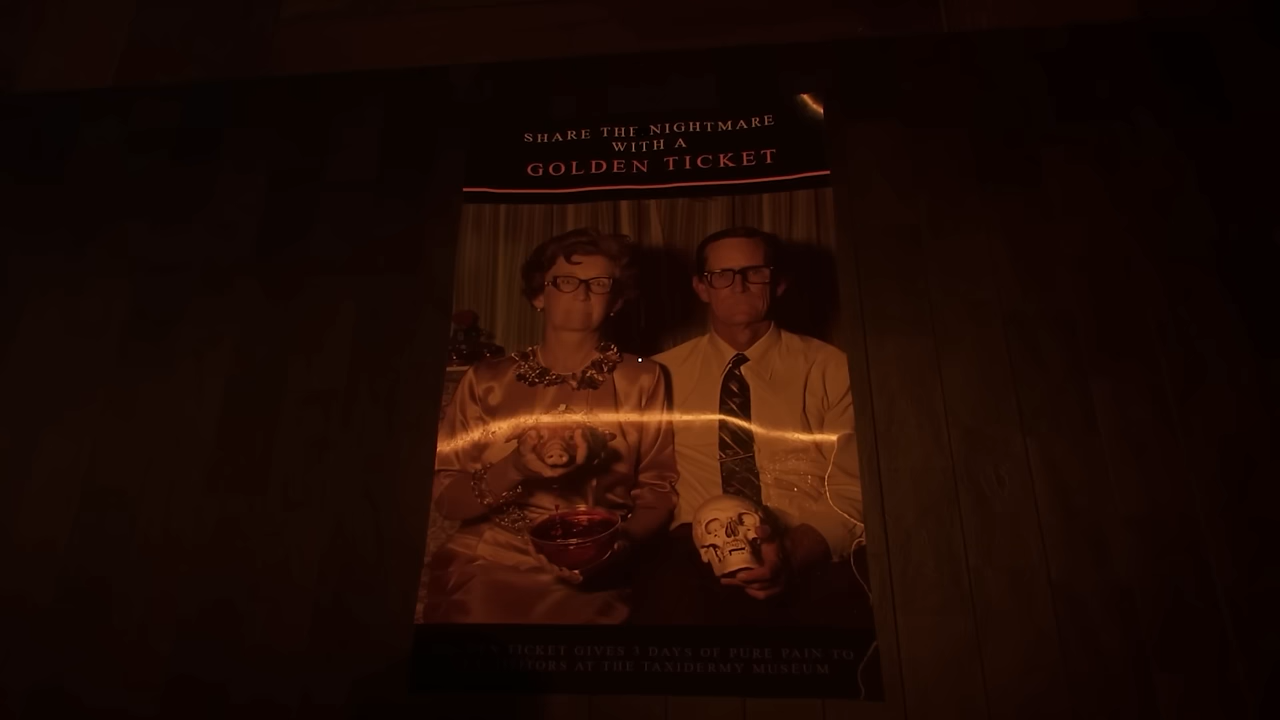 SHARE THE NIGHTMARE
WITH A
GOLDEN TICKET
TICKET GIVES 3 DAYS OF PURE PAIN TO
AT THE TAXIDERMY MUSEUM